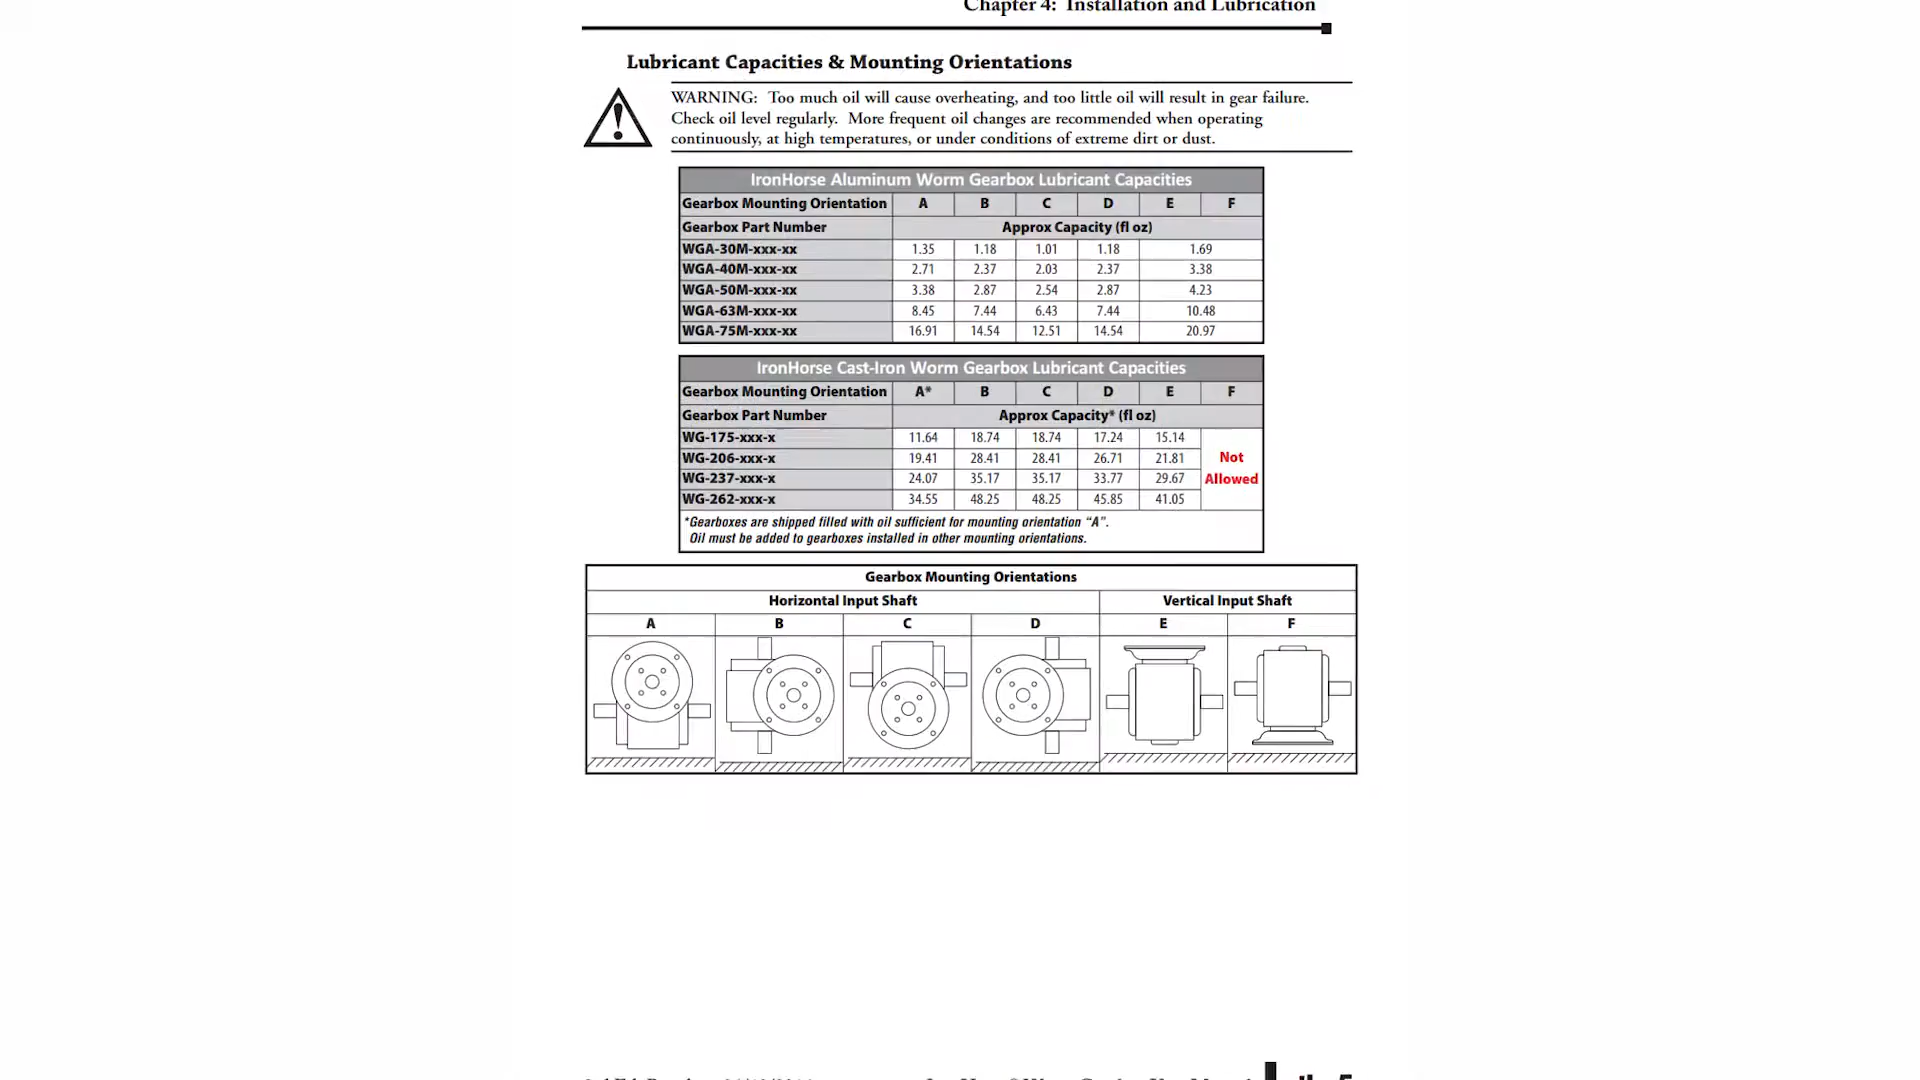 Chapter 4: Installation and Lubrication
Lubricant Capacities & Mounting Orientations
WARNING: Too much oil will cause overheating, and too little oil will result in gear failure.
Check oil level regularly. More frequent oil changes are recommended when operating
continuously, at high temperatures, or under conditions of extreme dirt or dust.
IronHorse Aluminum Worm Gearbox Lubricant Capacities
Gearbox Mounting Orientation A B C D E F
Gearbox Part Number Approx Capacity (fl oz)
WGA-30M-xxx-xx 1.35 1.18 1.01 1.18 1.69
WGA-40M-xxx-xx 2.71 2.37 2.03 2.37 3.38
WGA-50M-xxx-xx 3.38 2.87 2.54 2.87 4.23
WGA-63M-xxx-xx 8.45 7.44 6.43 7.44 10.48
WGA-75M-xxx-xx 16.91 14.54 12.51 14.54 20.97
IronHorse Cast-Iron Worm Gearbox Lubricant Capacities
Gearbox Mounting Orientation A* B C D E F
Gearbox Part Number Approx Capacity* (fl oz)
WG-175-xxx-x 11.64 18.74 18.74 17.24 15.14
WG-206-xxx-x 19.41 28.41 28.41 26.71 21.81 Not
WG-237-xxx-x 24.07 35.17 35.17 33.77 29.67 Allowed
WG-262-xxx-x 34.55 48.25 48.25 45.85 41.05
*Gearboxes are shipped filled with oil sufficient for mounting orientation “A”.
Oil must be added to gearboxes installed in other mounting orientations.
Gearbox Mounting Orientations
Horizontal Input Shaft Vertical Input Shaft
A B C D E F